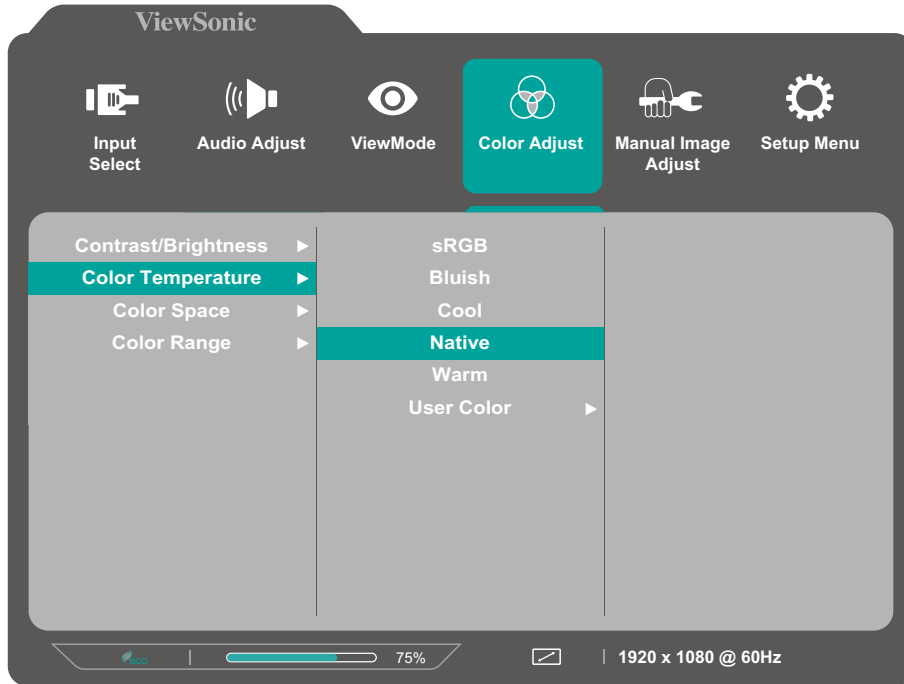 ViewSonic
Input
Select
Audio Adjust
ViewMode
Color Adjust
Manual Image
Adjust
Setup Menu
Contrast/Brightness
Color Temperature
Color Space
Color Range
sRGB
Bluish
Cool
Native
Warm
User Color
eco
75%
1920 x 1080 @ 60Hz